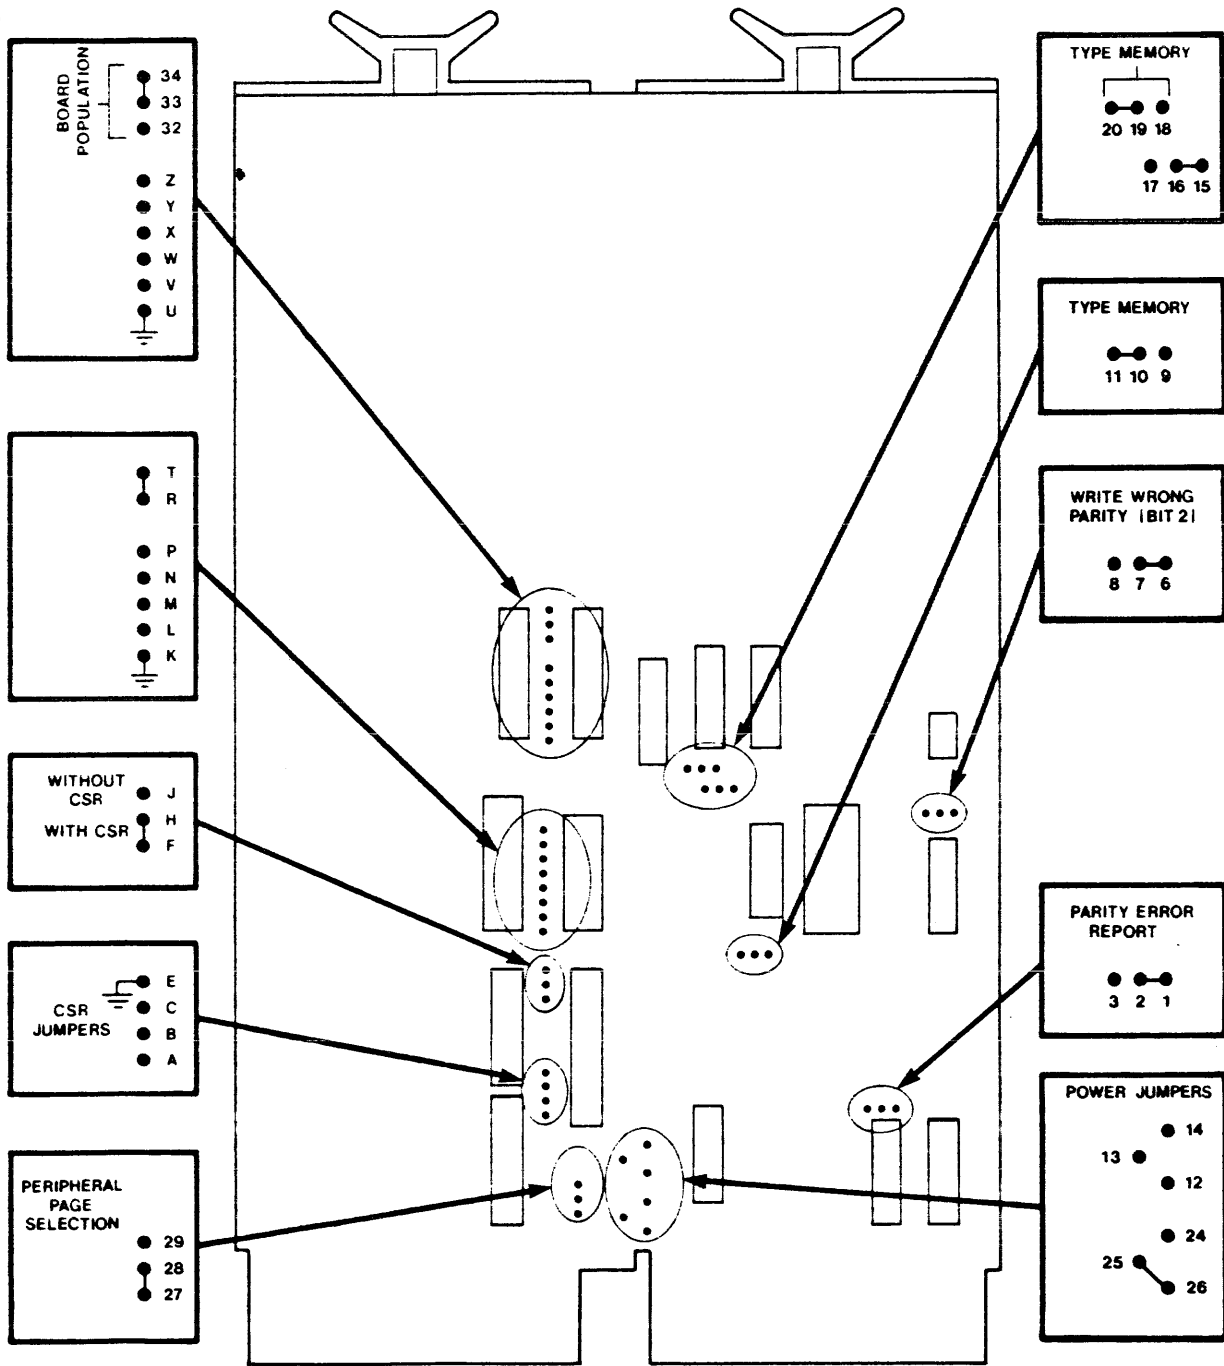 BOARD
POPULATION
34
33
32
Z
Y
X
W
V
U
T
R
P
N
M
L
K
WITHOUT
CSR
WITH CSR
J
H
F
CSR
JUMPERS
E
C
B
A
PERIPHERAL
PAGE
SELECTION
29
28
27
TYPE MEMORY
20 19 18
17 16 15
TYPE MEMORY
11 10 9
WRITE WRONG
PARITY (BIT 2)
8 7 6
PARITY ERROR
REPORT
3 2 1
POWER JUMPERS
14
13
12
24
25
26